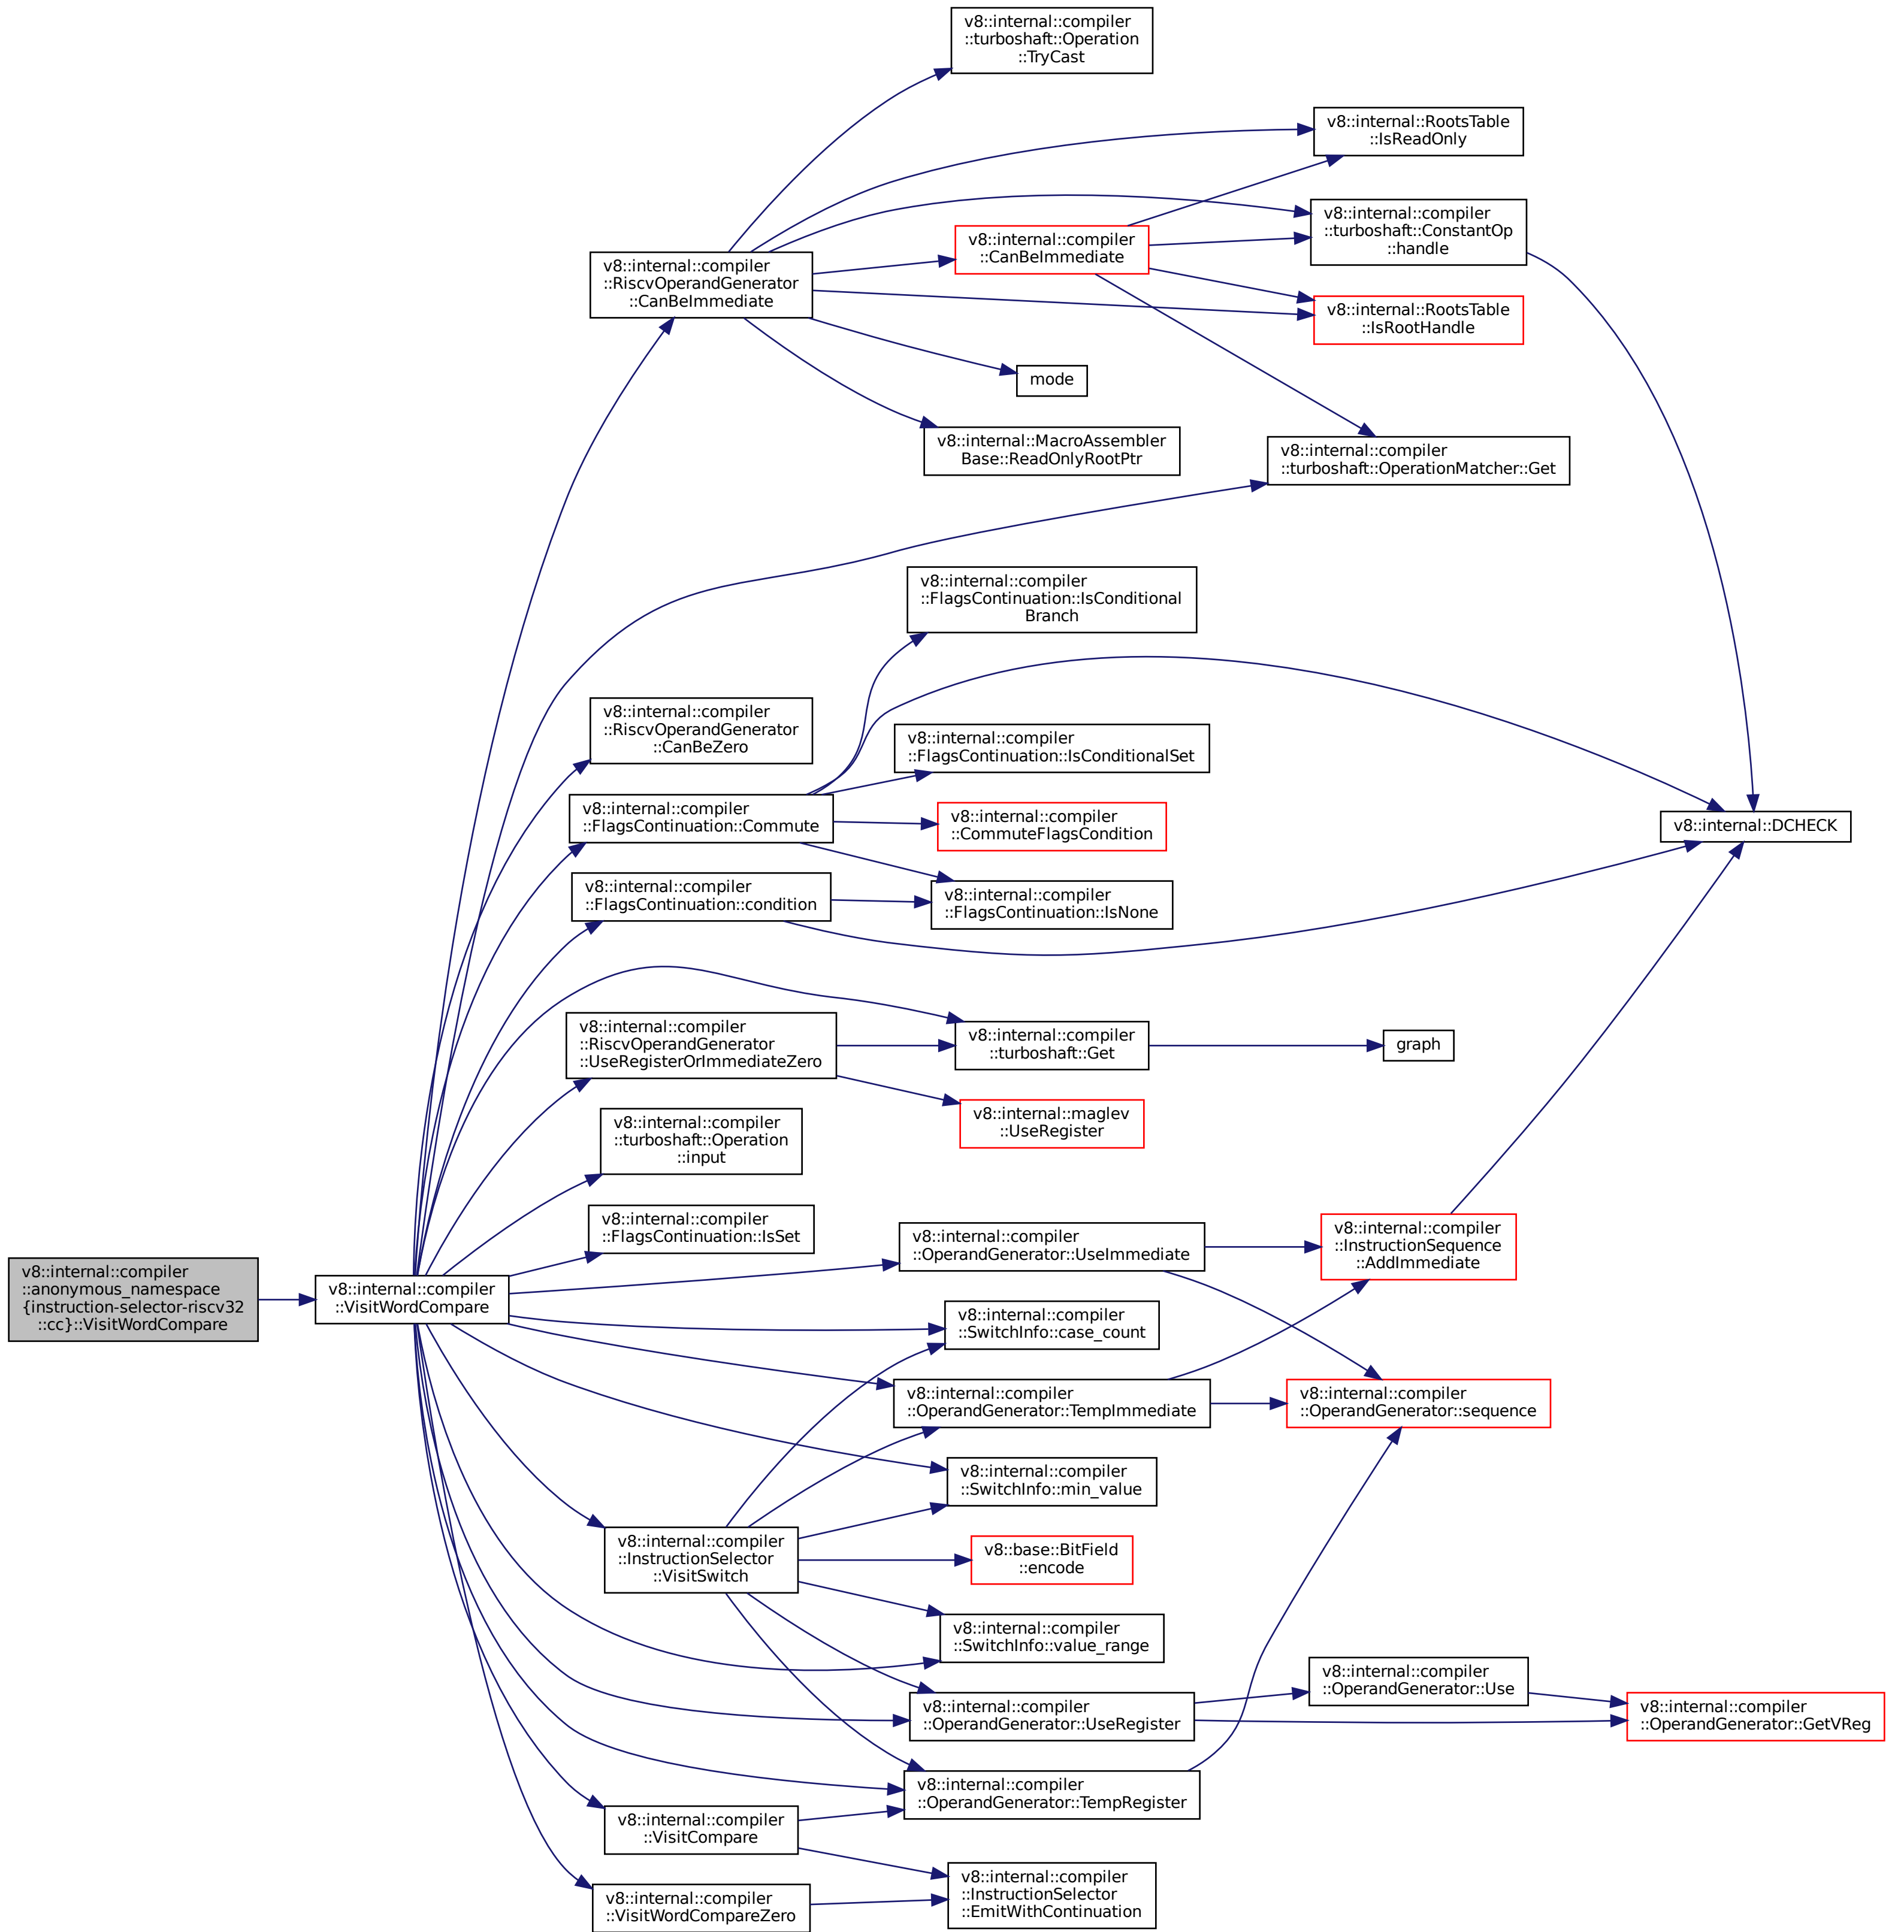 v8::internal::compiler
::turboshaft::Operation
::TryCast
v8::internal::RootsTable
::IsReadOnly
v8::internal::compiler
::turboshaft::ConstantOp
::handle
v8::internal::compiler
::CanBeImmediate
v8::internal::compiler
::RiscvOperandGenerator
::CanBeImmediate
v8::internal::RootsTable
::IsRootHandle
mode
v8::internal::MacroAssembler
Base::ReadOnlyRootPtr
v8::internal::compiler
::turboshaft::OperationMatcher::Get
v8::internal::compiler
::FlagsContinuation::IsConditional
Branch
v8::internal::compiler
::RiscvOperandGenerator
::CanBeZero
v8::internal::compiler
::FlagsContinuation::IsConditionalSet
v8::internal::compiler
::FlagsContinuation::Commute
v8::internal::compiler
::CommuteFlagsCondition
v8::internal::DCHECK
v8::internal::compiler
::FlagsContinuation::condition
v8::internal::compiler
::FlagsContinuation::IsNone
v8::internal::compiler
::RiscvOperandGenerator
::UseRegisterOrImmediateZero
v8::internal::compiler
::turboshaft::Get
graph
v8::internal::maglev
::UseRegister
v8::internal::compiler
::turboshaft::Operation
::input
v8::internal::compiler
::FlagsContinuation::IsSet
v8::internal::compiler
::OperandGenerator::UseImmediate
v8::internal::compiler
::InstructionSequence
::AddImmediate
v8::internal::compiler
::anonymous_namespace
{instruction-selector-riscv32
::cc}::VisitWordCompare
v8::internal::compiler
::VisitWordCompare
v8::internal::compiler
::SwitchInfo::case_count
v8::internal::compiler
::OperandGenerator::TempImmediate
v8::internal::compiler
::OperandGenerator::sequence
v8::internal::compiler
::SwitchInfo::min_value
v8::internal::compiler
::InstructionSelector
::VisitSwitch
v8::base::BitField
::encode
v8::internal::compiler
::SwitchInfo::value_range
v8::internal::compiler
::OperandGenerator::Use
v8::internal::compiler
::OperandGenerator::UseRegister
v8::internal::compiler
::OperandGenerator::GetVReg
v8::internal::compiler
::OperandGenerator::TempRegister
v8::internal::compiler
::VisitCompare
v8::internal::compiler
::InstructionSelector
::EmitWithContinuation
v8::internal::compiler
::VisitWordCompareZero